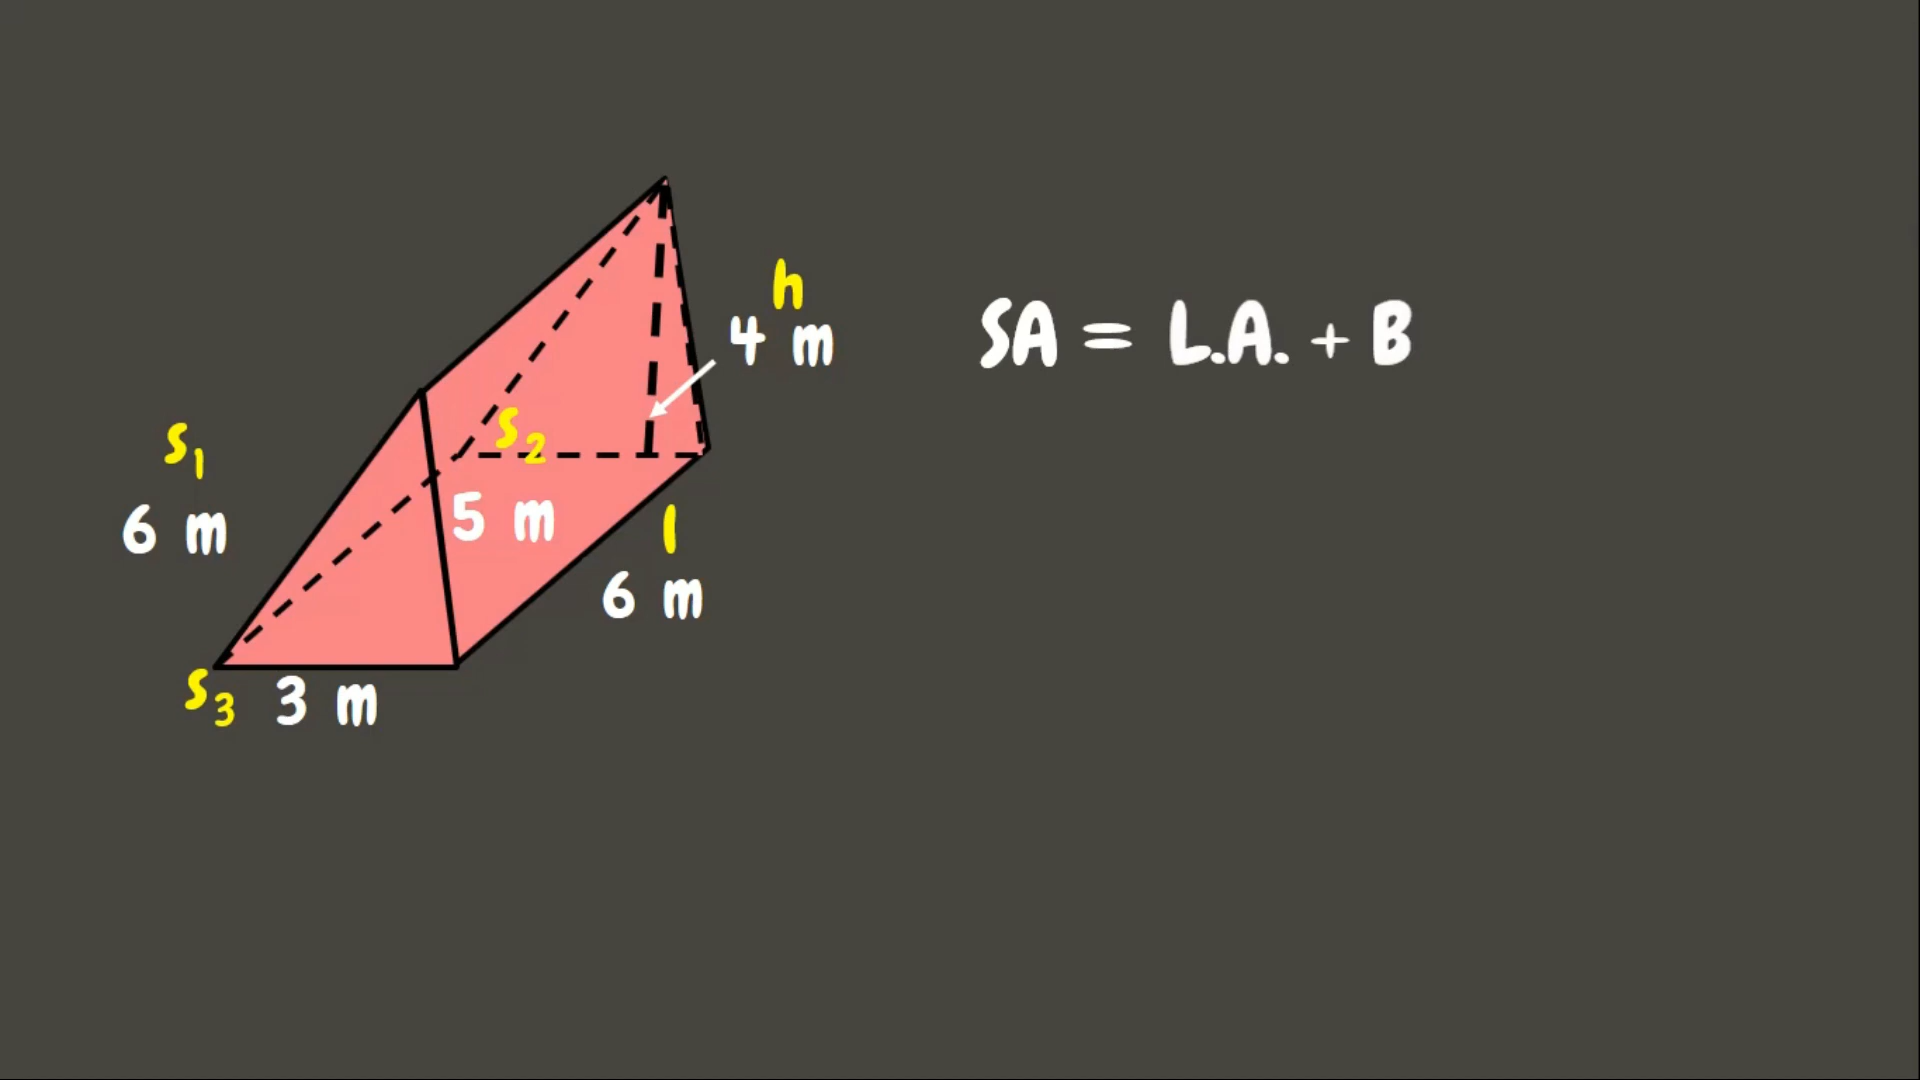 h
4 m
SA = L.A. + B
s₁
6 m
s₂
5 m
l
6 m
s₃ 3 m